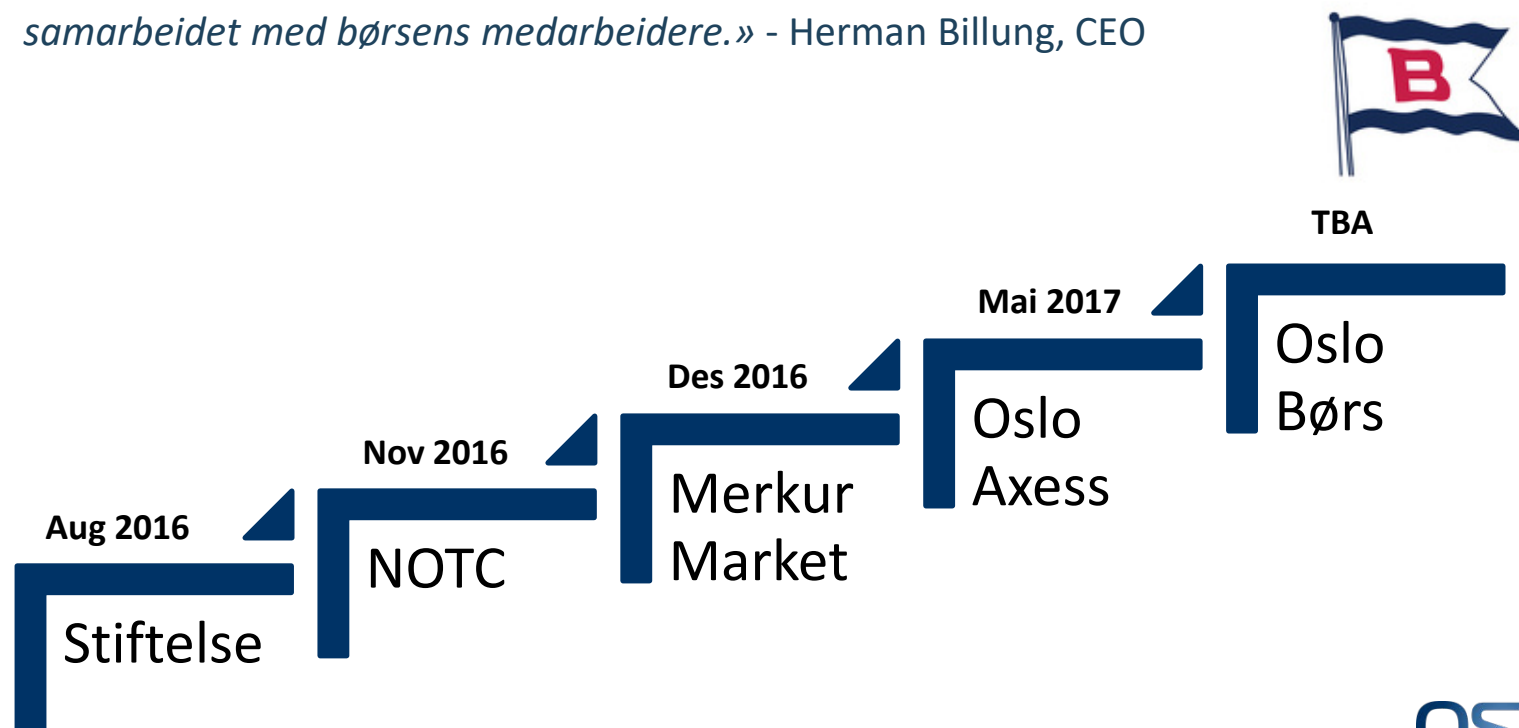 samarbeidet med børsens medarbeidere.» - Herman Billung, CEO
B
TBA
Mai 2017
Oslo
Børs
Des 2016
Oslo
Axess
Nov 2016
Merkur
Market
Aug 2016
NOTC
Stiftelse